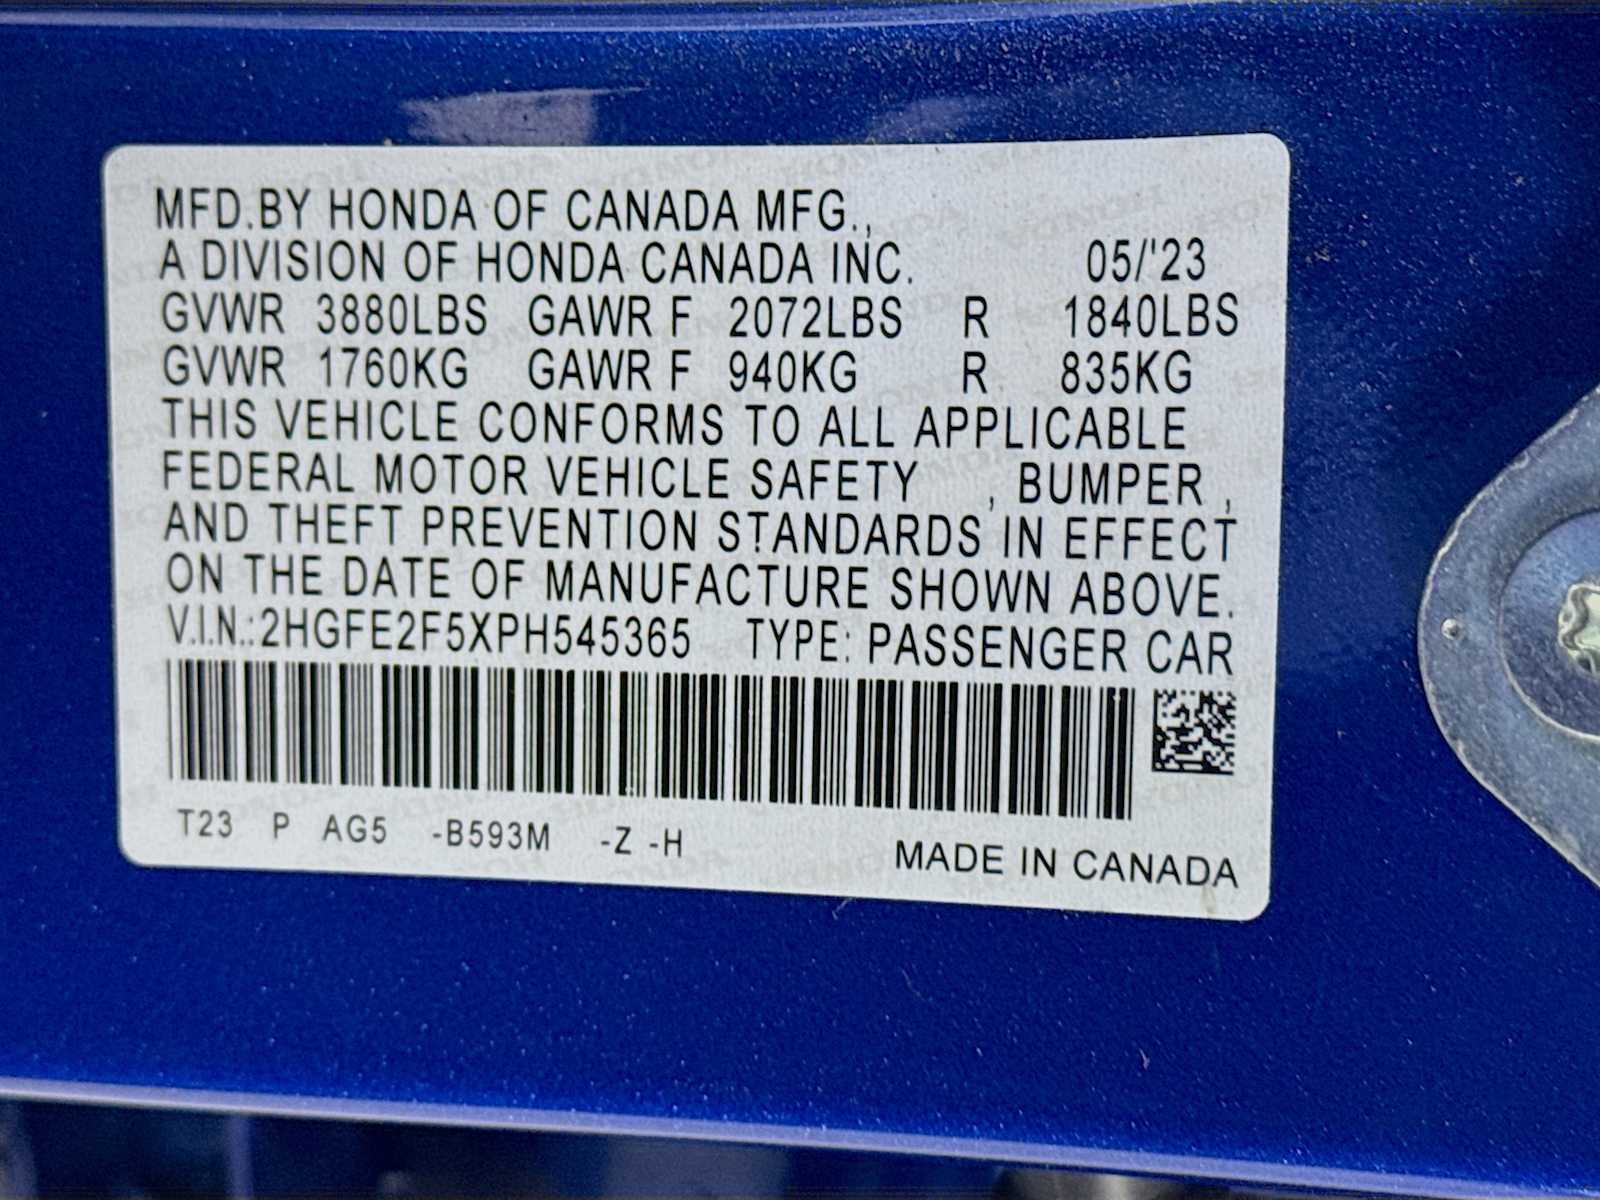 MFD.BY HONDA OF CANADA MFG.,
A DIVISION OF HONDA CANADA INC. 05/'23
GVWR 3880LBS GAWR F 2072LBS R 1840LBS
GVWR 1760KG GAWR F 940KG R 835KG
THIS VEHICLE CONFORMS TO ALL APPLICABLE
FEDERAL MOTOR VEHICLE SAFETY , BUMPER ,
AND THEFT PREVENTION STANDARDS IN EFFECT
ON THE DATE OF MANUFACTURE SHOWN ABOVE.
V.I.N.:2HGFE2F5XPH545365 TYPE: PASSENGER CAR
T23 P AG5 -B593M -Z -H
MADE IN CANADA